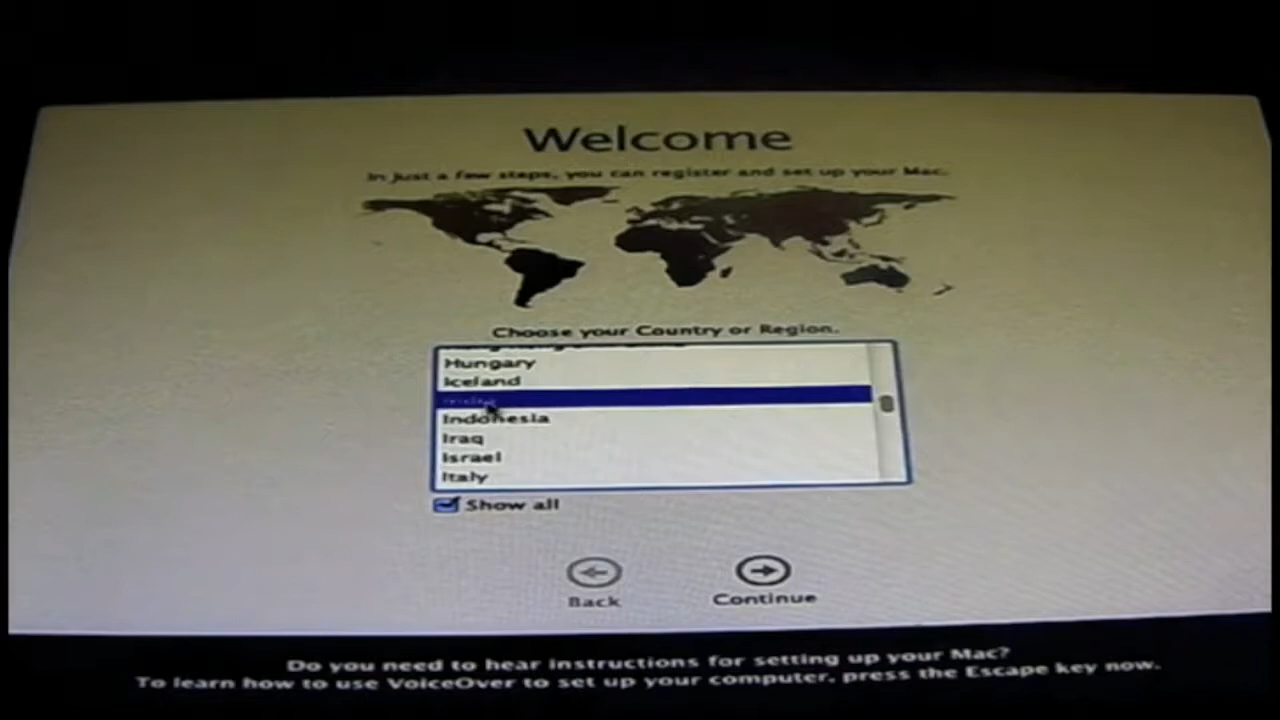 Welcome
In just a few steps, you can register and set up your Mac.
Choose your Country or Region.
Hungary
Iceland
Indonesia
Iraq
Israel
Italy
Show all
Back
Continue
Do you need to hear instructions for setting up your Mac?
To learn how to use VoiceOver to set up your computer, press the Escape key now.